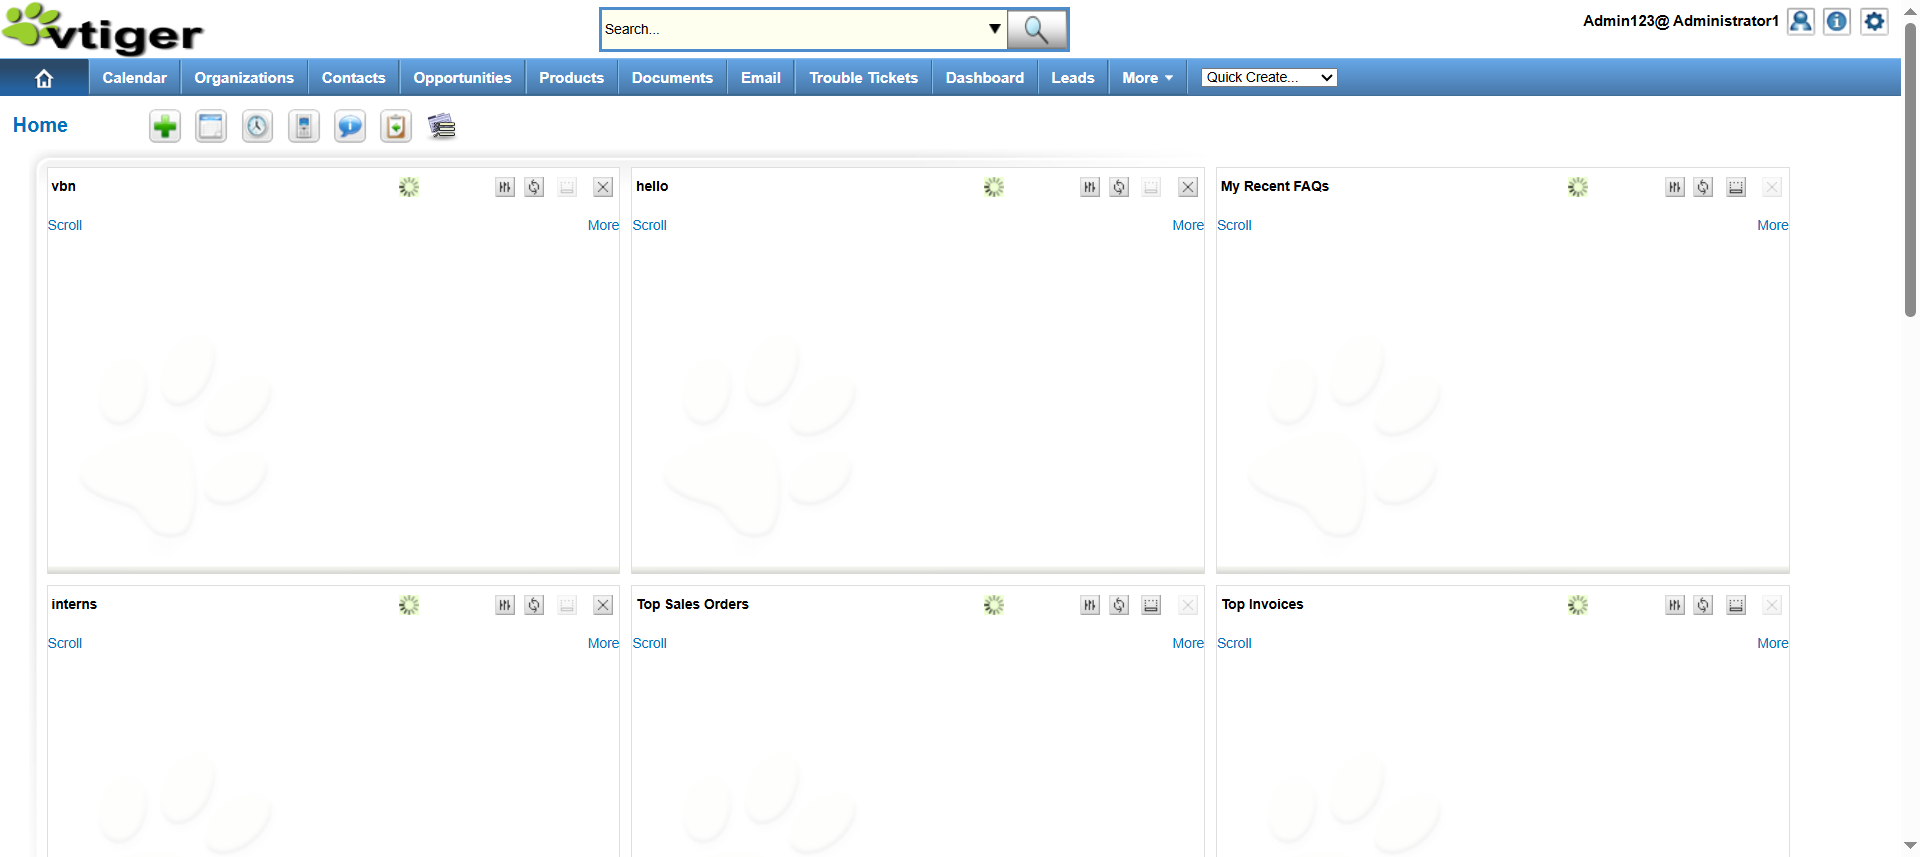 vtiger
Search...
Admin123@ Administrator1
Calendar
Organizations
Contacts
Opportunities
Products
Documents
Email
Trouble Tickets
Dashboard
Leads
More
Quick Create...
Home
vbn
Scroll
More
hello
Scroll
More
My Recent FAQs
Scroll
More
interns
Scroll
More
Top Sales Orders
Scroll
More
Top Invoices
Scroll
More